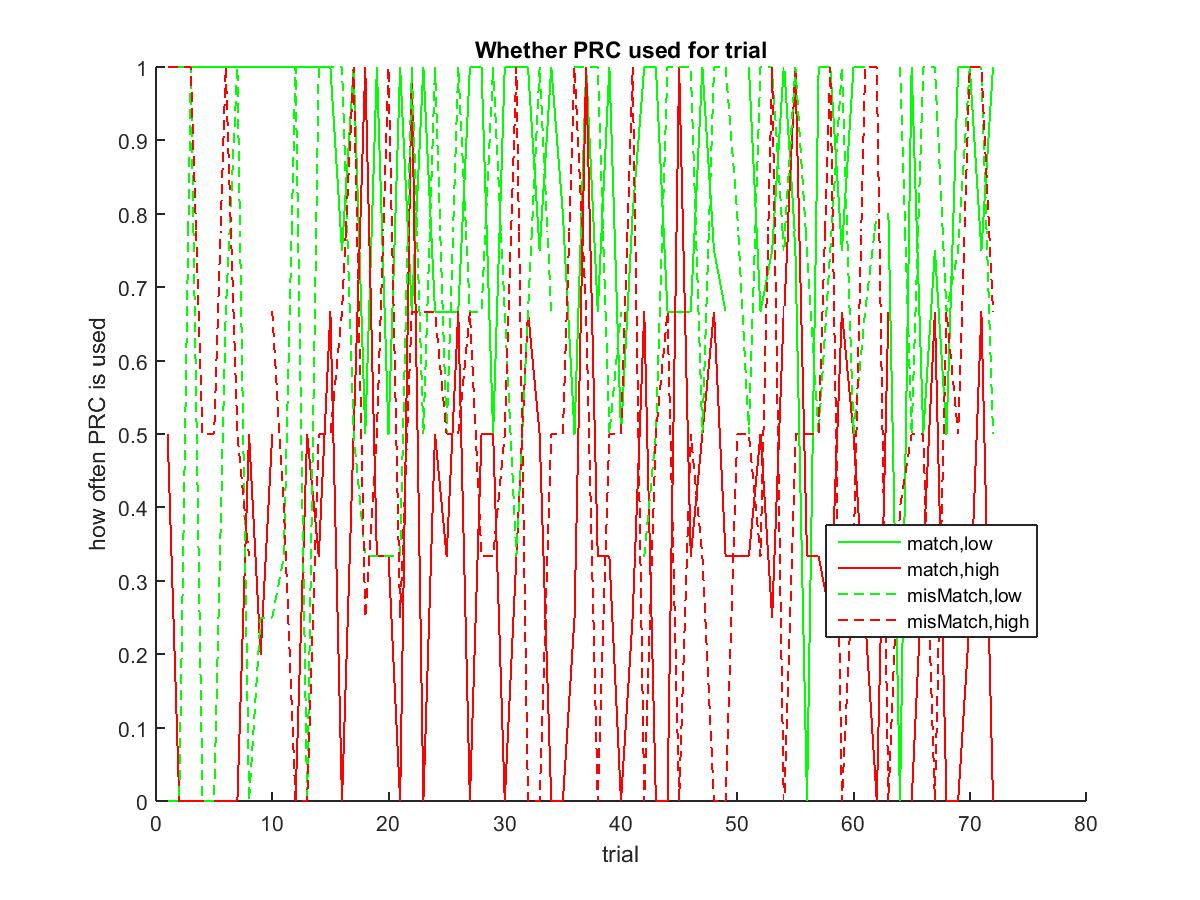 Whether PRC used for trial
how often PRC is used
1
0.9
0.8
0.7
0.6
0.5
0.4
0.3
0.2
0.1
0
match,low
match,high
misMatch,low
misMatch,high
0 10 20 30 40 50 60 70 80
trial